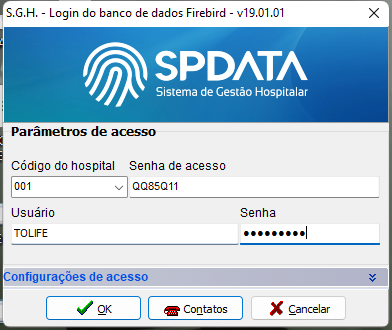 S.G.H. - Login do banco de dados Firebird - v19.01.01
SPDATA
Sistema de Gestão Hospitalar
Parâmetros de acesso
Código do hospital Senha de acesso
001 QQ85Q11
Usuário Senha
TOLIFE ●●●●●●●●●
Configurações de acesso
OK Contatos Cancelar